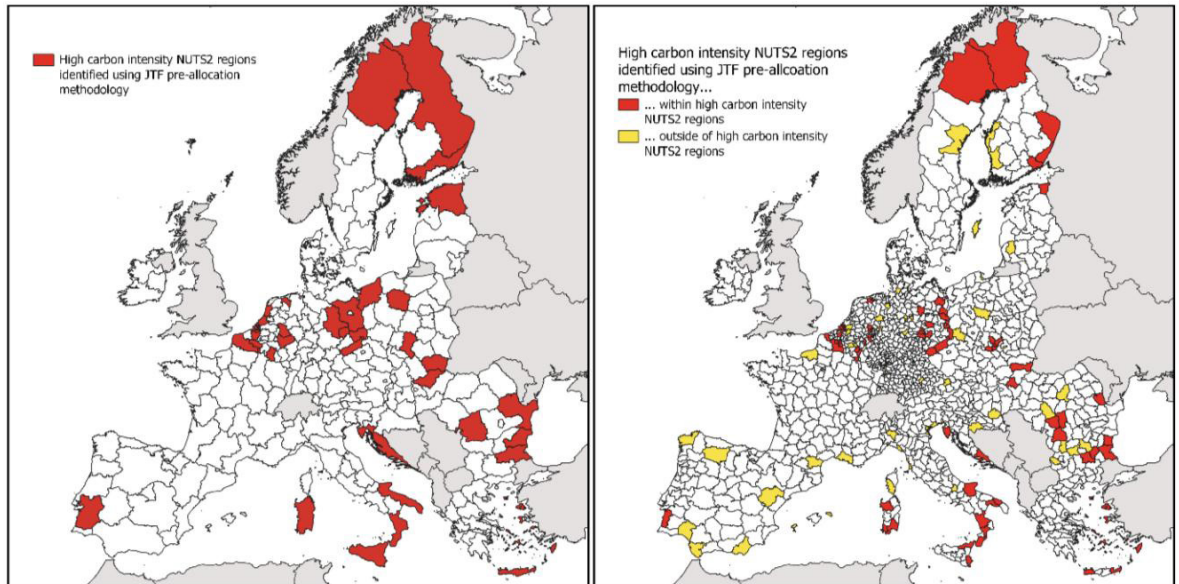 High carbon intensity NUTS2 regions
identified using JTF pre-allocation
methodology
High carbon intensity NUTS2 regions
identified using JTF pre-allcoation
methodology...
... within high carbon intensity
NUTS2 regions
... outside of high carbon intensity
NUTS2 regions